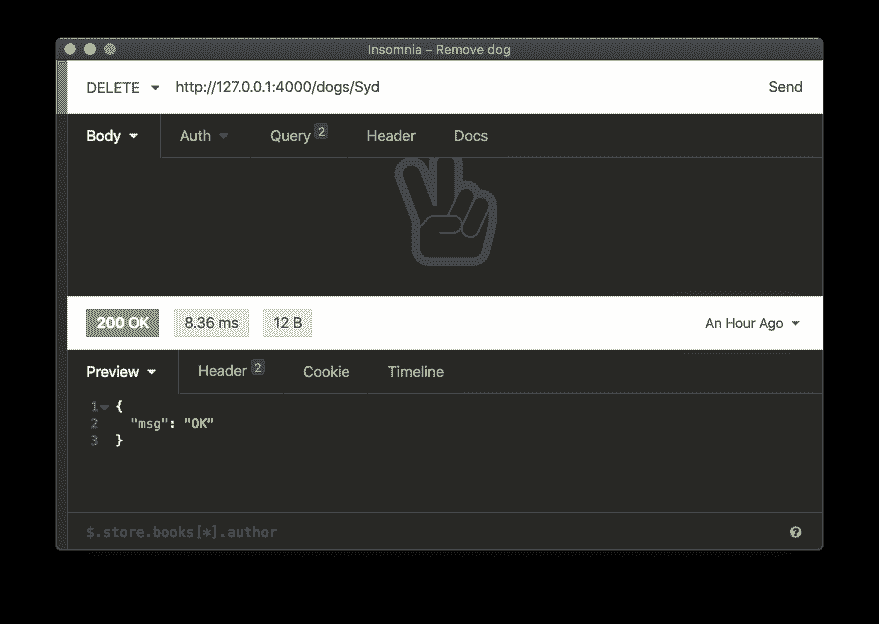 Insomnia – Remove dog
DELETE http://127.0.0.1:4000/dogs/Syd Send
Body Auth Query 2 Header Docs
200 OK 8.36 ms 12 B An Hour Ago
Preview Header 2 Cookie Timeline
1 {
2 "msg": "OK"
3 }
$.store.books[*].author ?